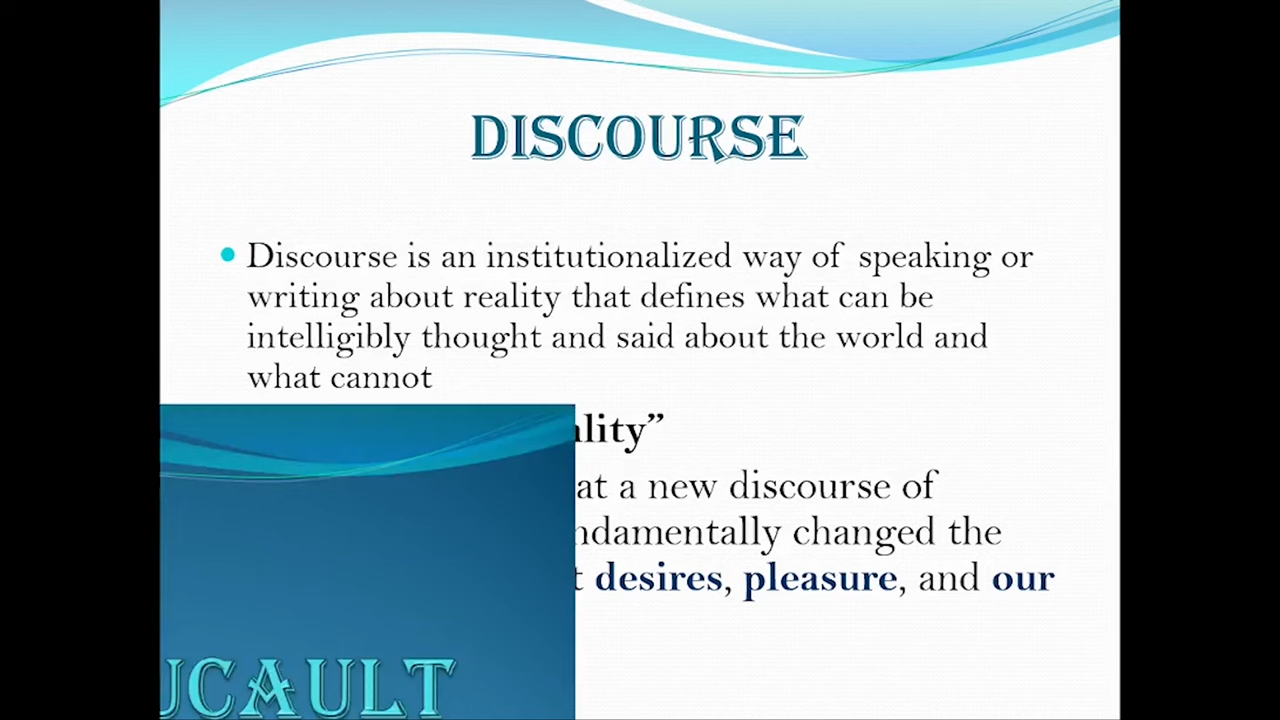 DISCOURSE
Discourse is an institutionalized way of speaking or
writing about reality that defines what can be
intelligibly thought and said about the world and
what cannot
ality”
at a new discourse of
ndamentally changed the
t desires, pleasure, and our
UCAULT